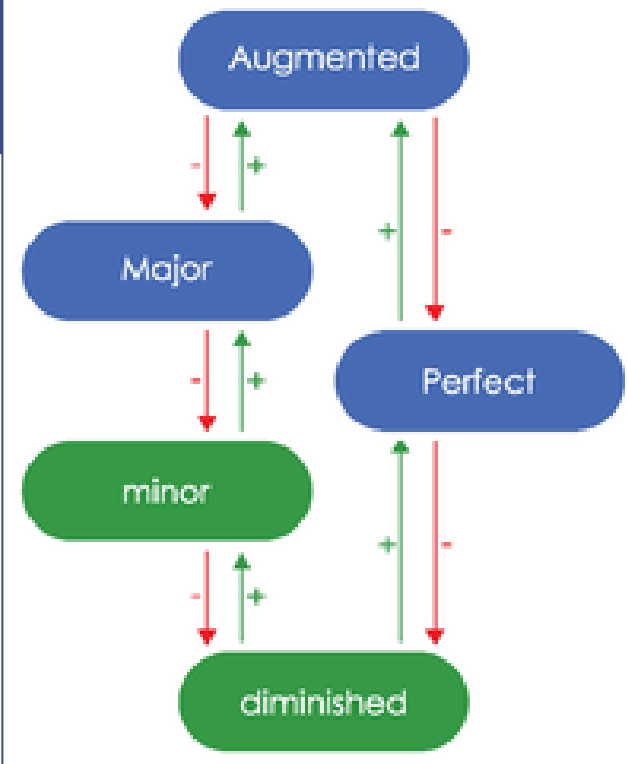 Augmented
-
+
+
-
Major
-
+
Perfect
minor
-
+
+
-
diminished